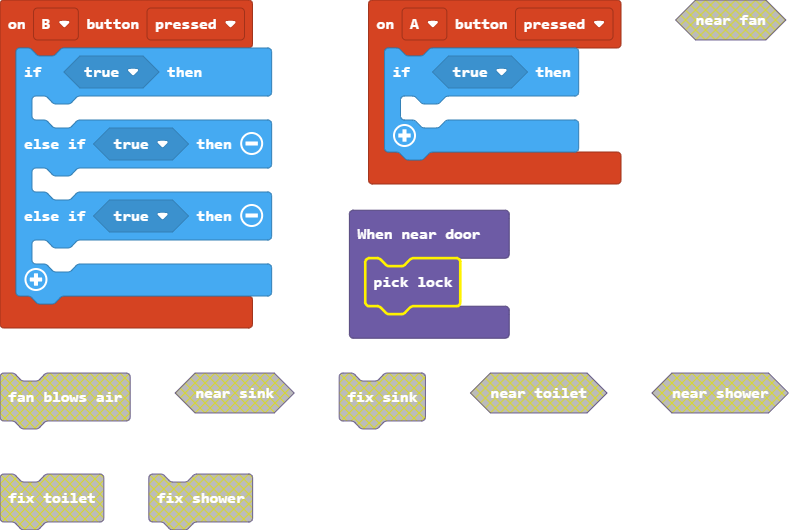 on B button pressed
if true then
else if true then
else if true then
on A button pressed
if true then
near fan
When near door
pick lock
fan blows air
near sink
fix sink
near toilet
near shower
fix toilet
fix shower